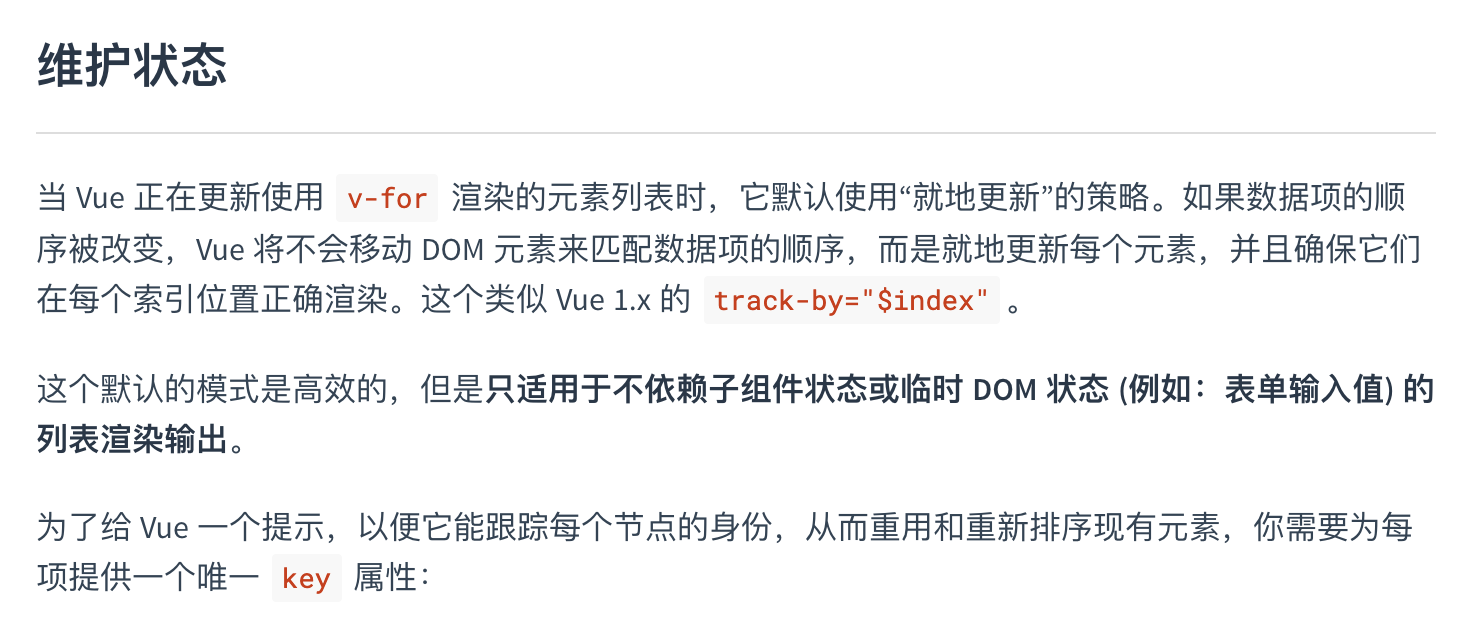 维护状态
当 Vue 正在更新使用 v-for 渲染的元素列表时，它默认使用“就地更新”的策略。如果数据项的顺
序被改变，Vue 将不会移动 DOM 元素来匹配数据项的顺序，而是就地更新每个元素，并且确保它们
在每个索引位置正确渲染。这个类似 Vue 1.x 的 track-by="$index" 。
这个默认的模式是高效的，但是只适用于不依赖子组件状态或临时 DOM 状态 (例如：表单输入值) 的
列表渲染输出。
为了给 Vue 一个提示，以便它能跟踪每个节点的身份，从而重用和重新排序现有元素，你需要为每
项提供一个唯一 key 属性：